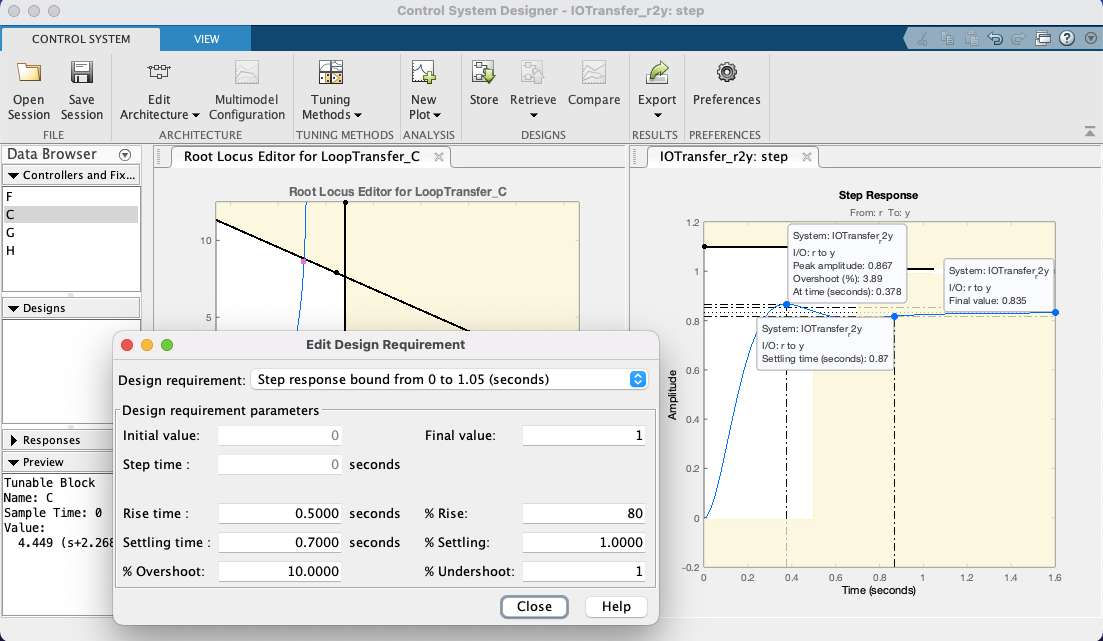 Control System Designer - IOTransfer_r2y: step
CONTROL SYSTEM
VIEW
Open Session
Save Session
Edit Architecture
Multimodel Configuration
Tuning Methods
New Plot
Store
Retrieve
Compare
Export
Preferences
FILE
ARCHITECTURE
TUNING METHODS
ANALYSIS
DESIGNS
RESULTS
PREFERENCES
Data Browser
Controllers and Fix...
F
C
G
H
Designs
Responses
Preview
Tunable Block
Name: C
Sample Time: 0
Value:
4.449 (s+2.268
Root Locus Editor for LoopTransfer_C
Root Locus Editor for LoopTransfer_C
10
5
IOTransfer_r2y: step
Step Response
From: r To: y
1.2
1
0.8
0.6
0.4
0.2
0
-0.2
Amplitude
0 0.2 0.4 0.6 0.8 1 1.2 1.4 1.6
Time (seconds)
System: IOTransfer_r2y
I/O: r to y
Peak amplitude: 0.867
Overshoot (%): 3.89
At time (seconds): 0.378
System: IOTransfer_r2y
I/O: r to y
Final value: 0.835
System: IOTransfer_r2y
I/O: r to y
Settling time (seconds): 0.87
Edit Design Requirement
Design requirement: Step response bound from 0 to 1.05 (seconds)
Design requirement parameters
Initial value: 0 Final value: 1
Step time : 0 seconds
Rise time : 0.5000 seconds % Rise: 80
Settling time : 0.7000 seconds % Settling: 1.0000
% Overshoot: 10.0000 % Undershoot: 1
Close
Help